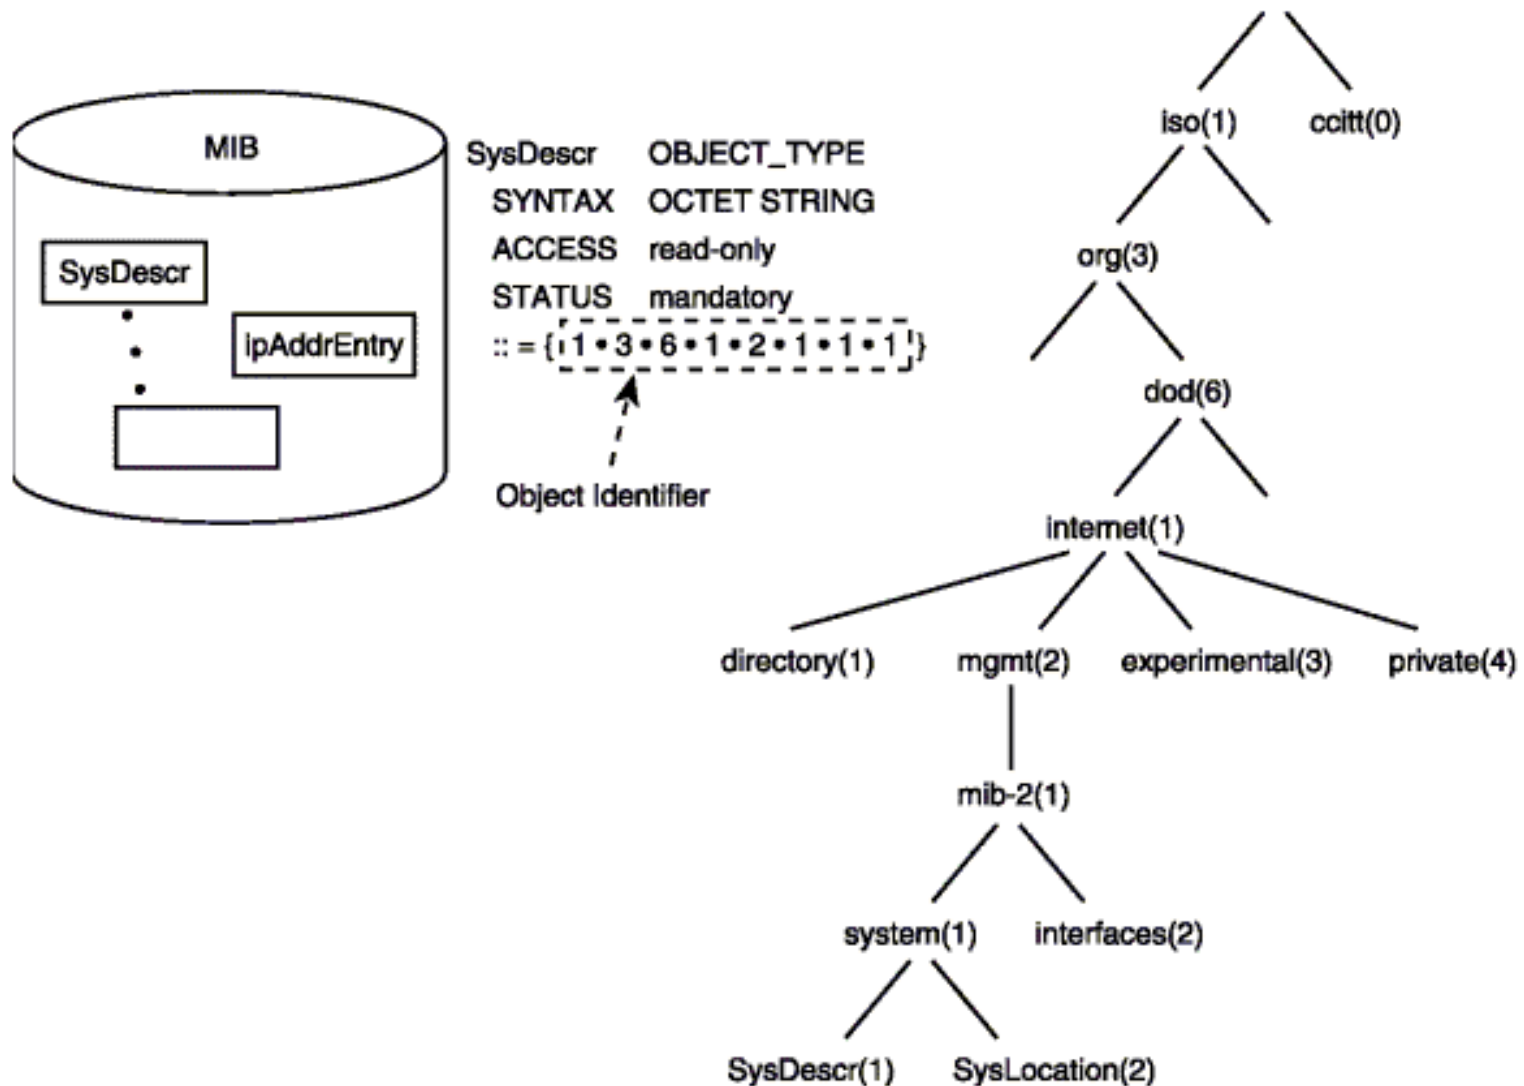 MIB
SysDescr
ipAddrEntry
SysDescr OBJECT_TYPE
SYNTAX OCTET STRING
ACCESS read-only
STATUS mandatory
:: = { 1 • 3 • 6 • 1 • 2 • 1 • 1 • 1 }
Object Identifier
iso(1) ccitt(0)
org(3)
dod(6)
internet(1)
directory(1) mgmt(2) experimental(3) private(4)
mib-2(1)
system(1) interfaces(2)
SysDescr(1) SysLocation(2)